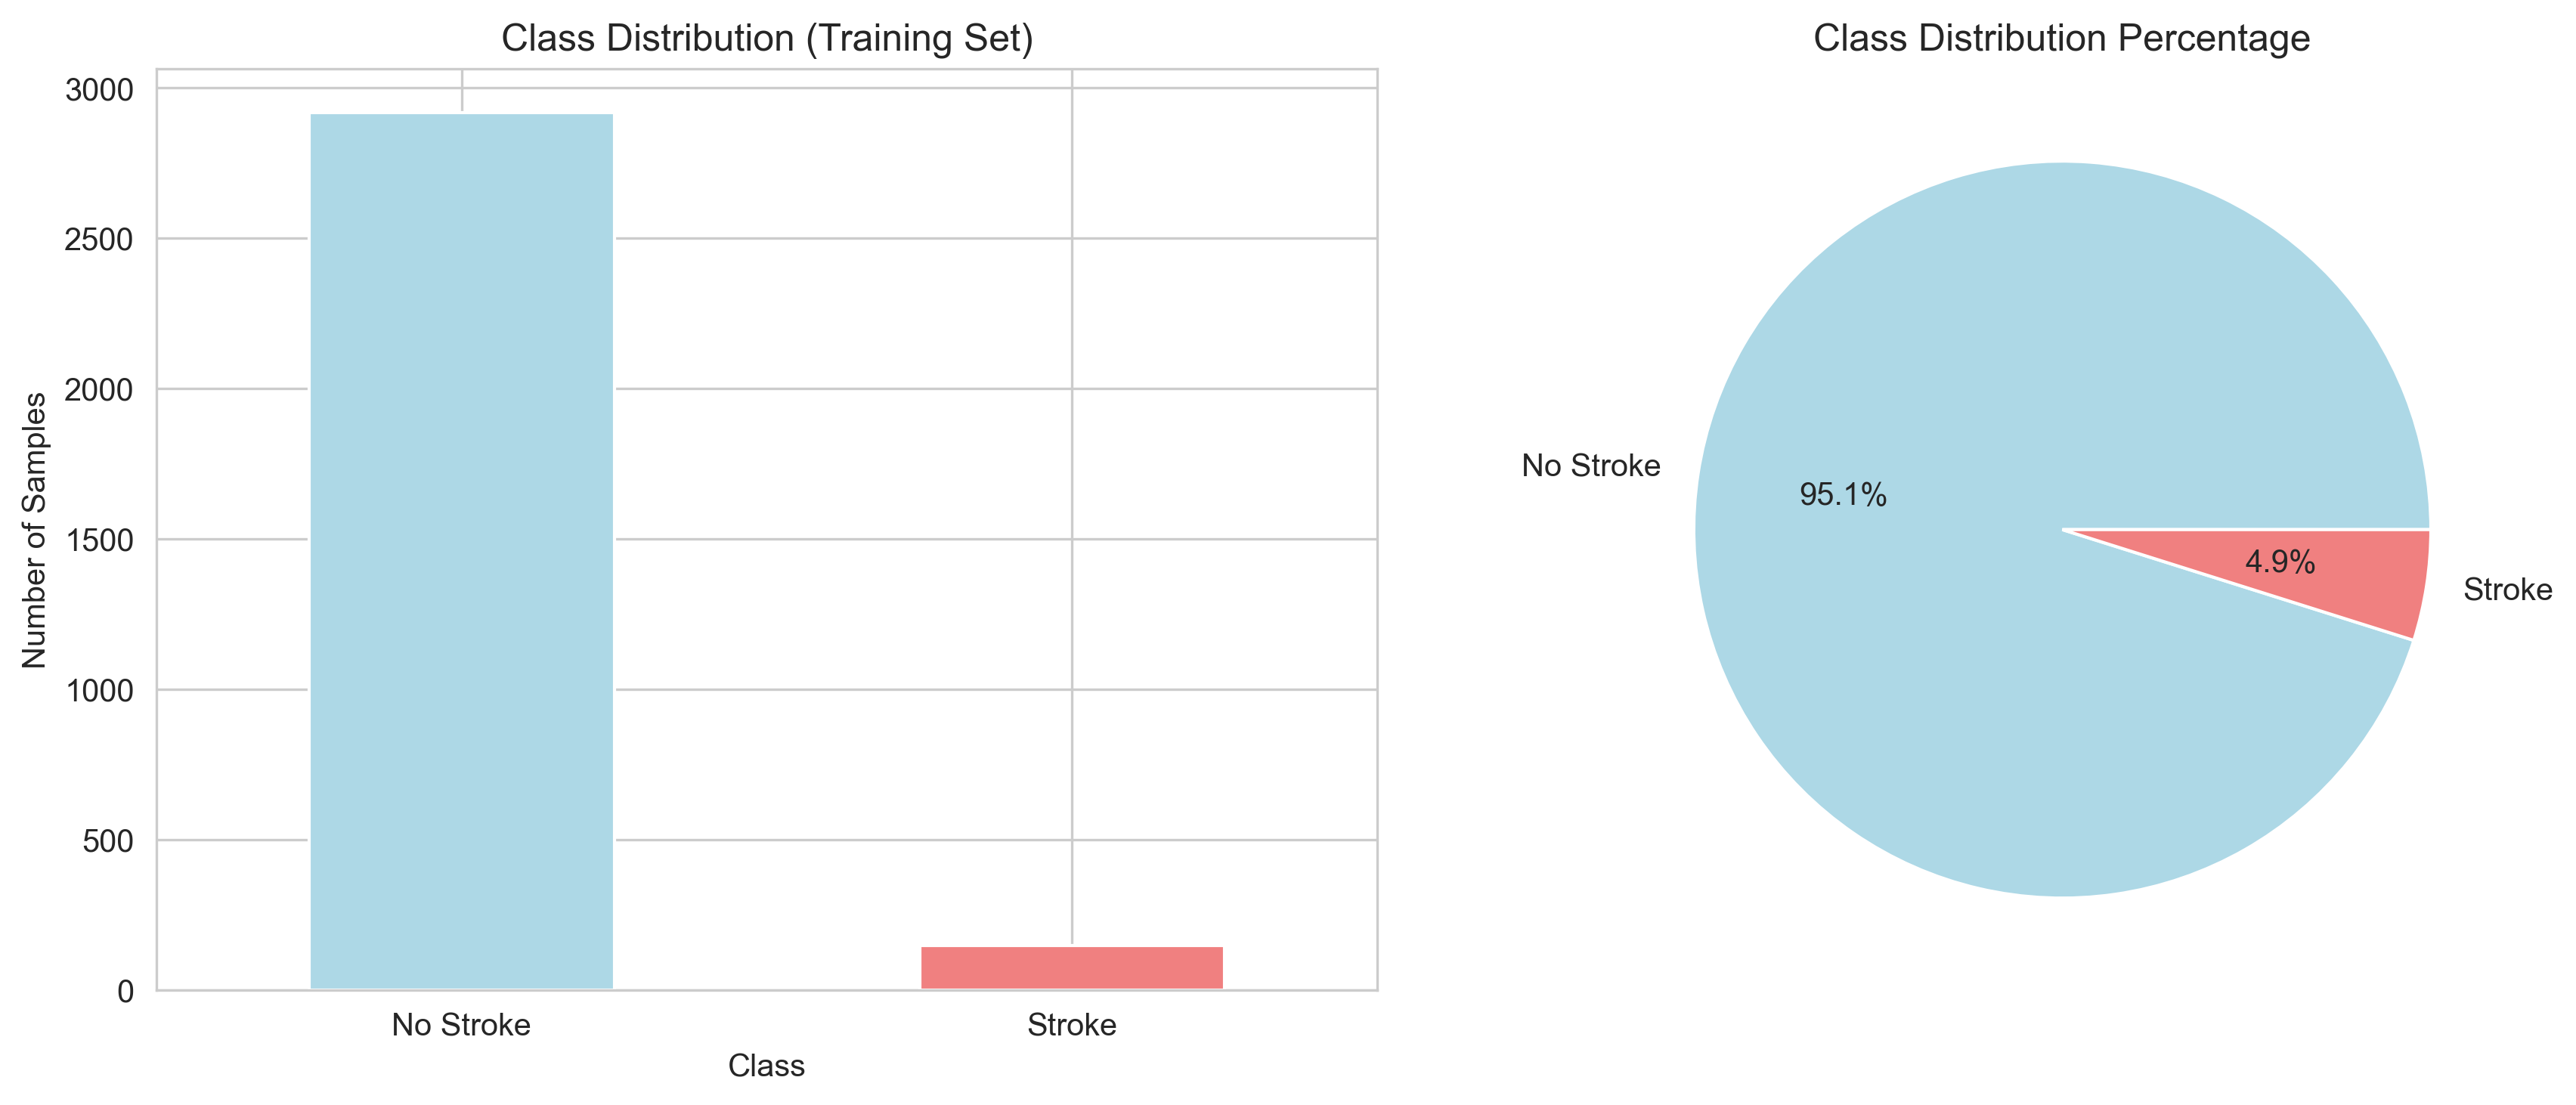 Class Distribution (Training Set)
3000
2500
2000
1500
1000
500
0
Number of Samples
No Stroke
Stroke
Class
Class Distribution Percentage
No Stroke
95.1%
4.9%
Stroke